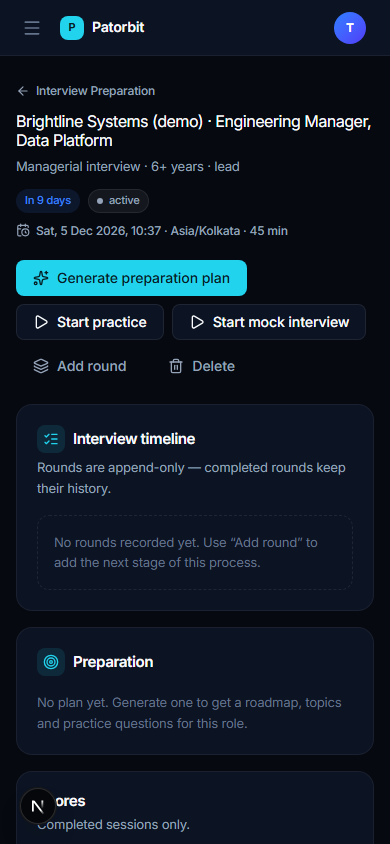 P Patorbit T
Interview Preparation
Brightline Systems (demo) · Engineering Manager,
Data Platform
Managerial interview · 6+ years · lead
In 9 days active
Sat, 5 Dec 2026, 10:37 · Asia/Kolkata · 45 min
Generate preparation plan
Start practice Start mock interview
Add round Delete
Interview timeline
Rounds are append-only — completed rounds keep
their history.
No rounds recorded yet. Use “Add round” to
add the next stage of this process.
Preparation
No plan yet. Generate one to get a roadmap, topics
and practice questions for this role.
N
Completed sessions only.